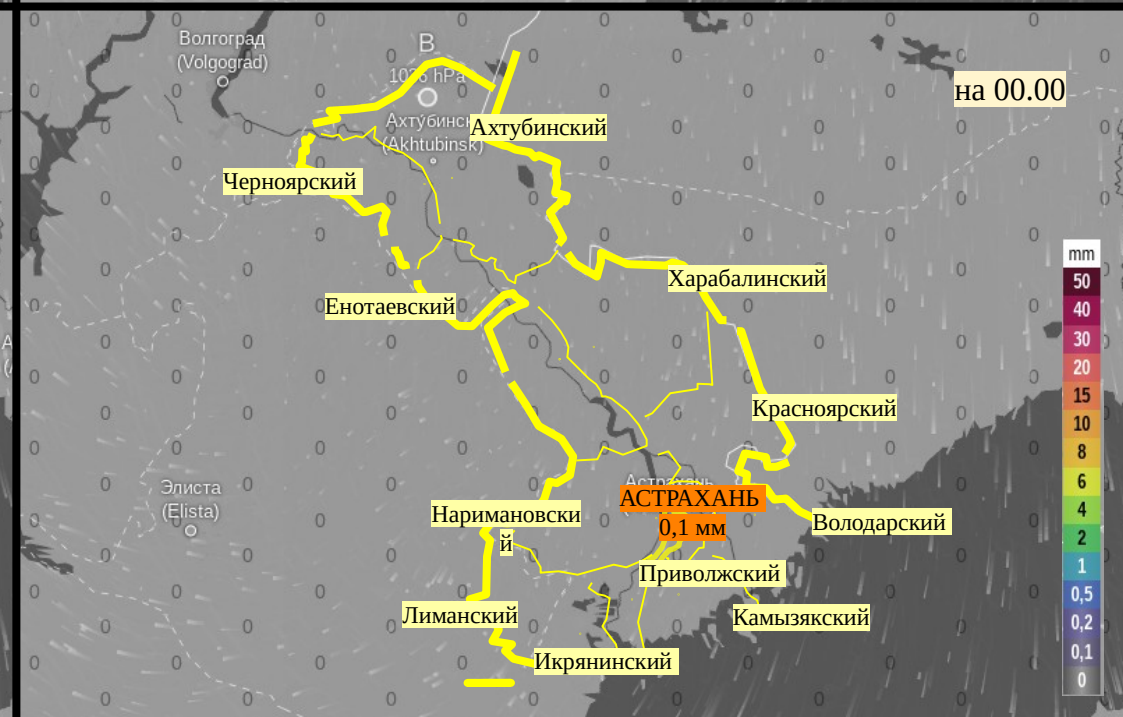 Волгоград
(Volgograd)
В
1026 hPa
на 00.00
Ахтубинский
(Akhtubinsk)
Черноярский
mm
50
40
30
20
15
10
8
6
4
2
1
0,5
0,2
0,1
0
Харабалинский
Енотаевский
Красноярский
Элиста
(Elista)
Астрахань
АСТРАХАНЬ
0,1 мм
Наримановски
й
Володарский
Приволжский
Лиманский
Камызякский
Икрянинский